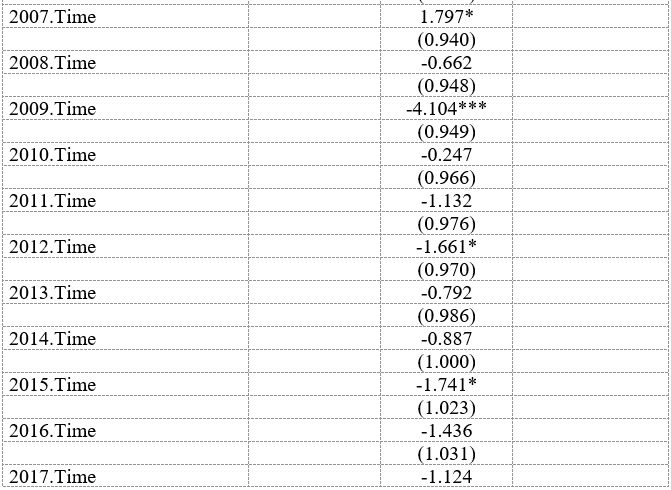 2007.Time 1.797*
(0.940)
2008.Time -0.662
(0.948)
2009.Time -4.104***
(0.949)
2010.Time -0.247
(0.966)
2011.Time -1.132
(0.976)
2012.Time -1.661*
(0.970)
2013.Time -0.792
(0.986)
2014.Time -0.887
(1.000)
2015.Time -1.741*
(1.023)
2016.Time -1.436
(1.031)
2017.Time -1.124